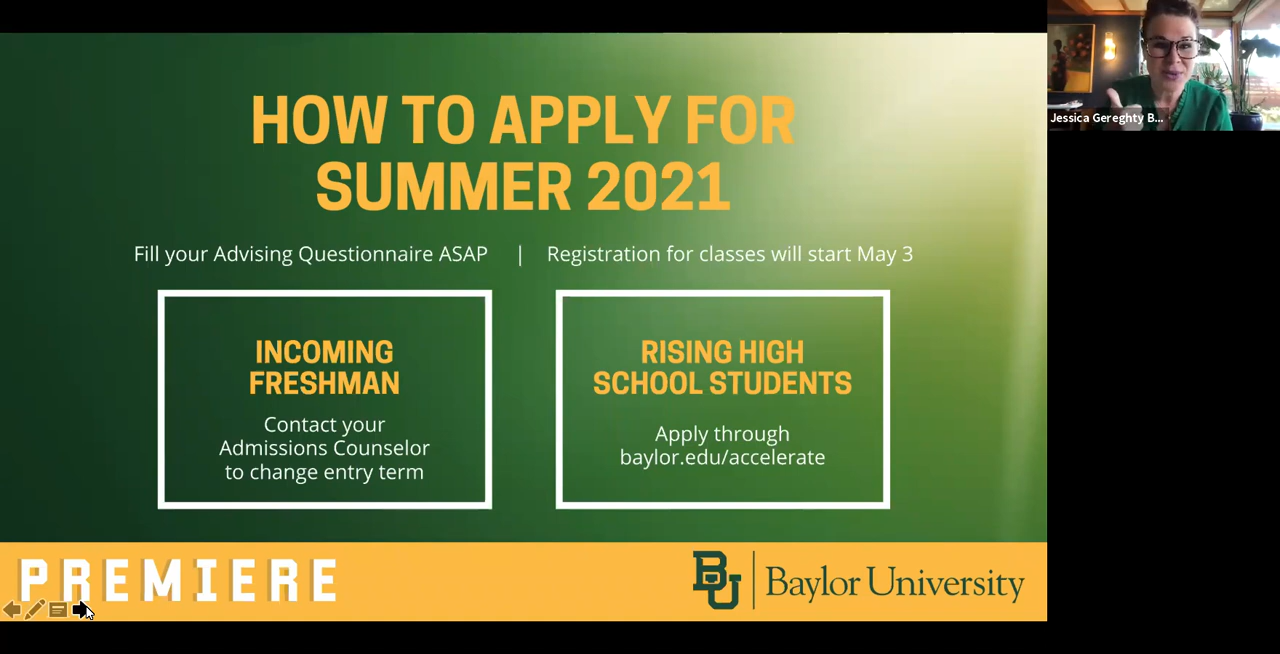 HOW TO APPLY FOR
SUMMER 2021
Fill your Advising Questionnaire ASAP | Registration for classes will start May 3
INCOMING
FRESHMAN
Contact your
Admissions Counselor
to change entry term
RISING HIGH
SCHOOL STUDENTS
Apply through
baylor.edu/accelerate
PREMIERE
BU | Baylor University
Jessica Gereghty B...